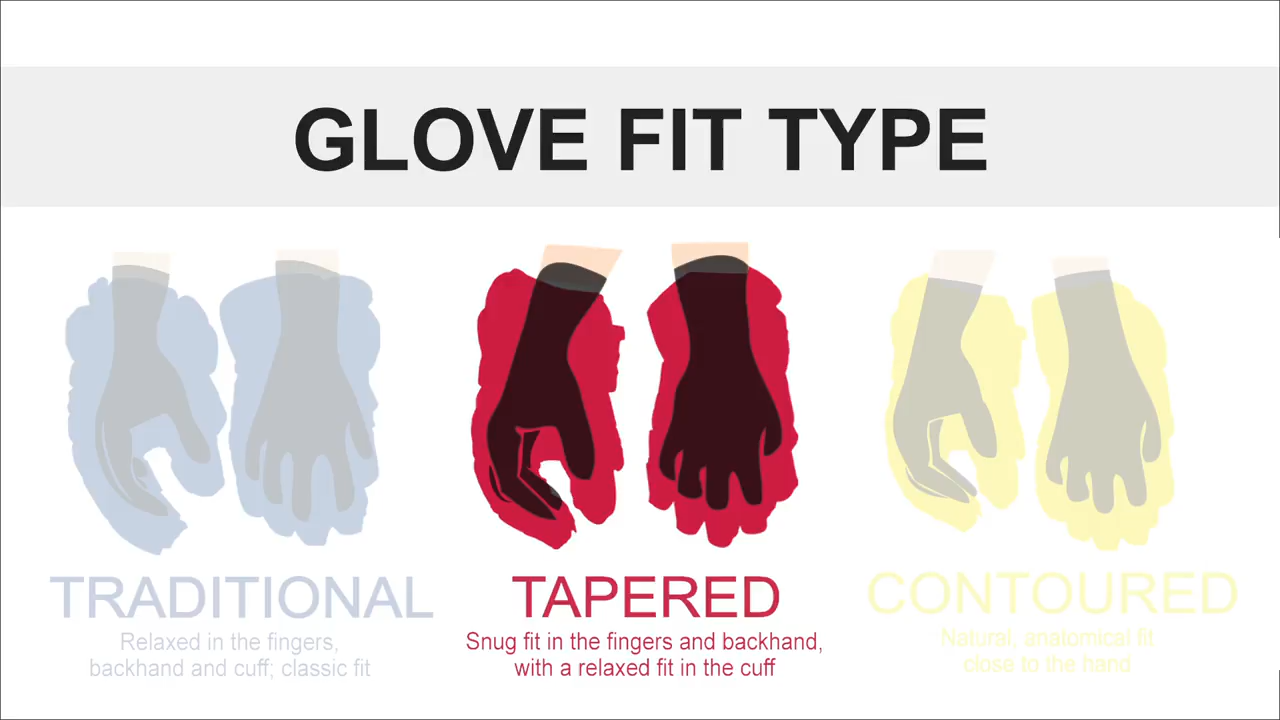 GLOVE FIT TYPE
TRADITIONAL
Relaxed in the fingers,
backhand and cuff; classic fit
TAPERED
Snug fit in the fingers and backhand,
with a relaxed fit in the cuff
CONTOURED
Natural, anatomical fit
close to the hand